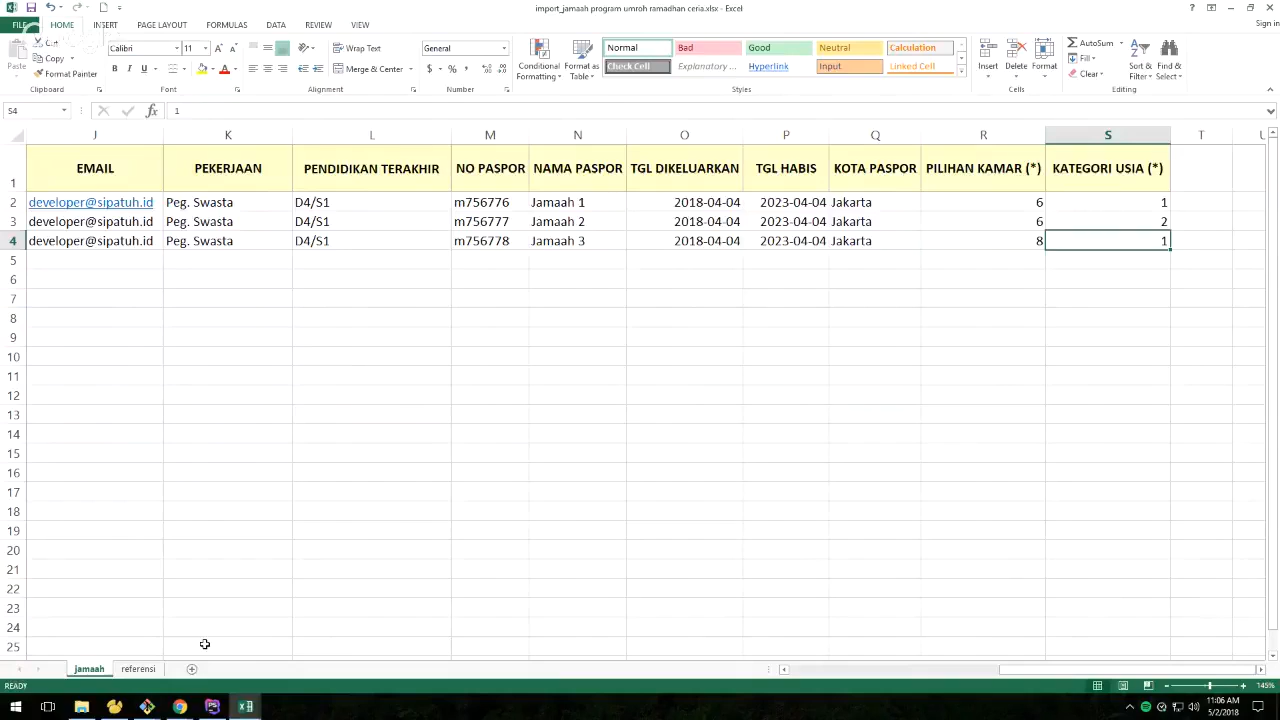 import_jamaah program umroh ramadhan ceria.xlsx - Excel
FILE HOME INSERT PAGE LAYOUT FORMULAS DATA REVIEW VIEW Sign in
Paste Cut Calibri 11 Wrap Text General Normal Bad Good Neutral Calculation AutoSum
Copy Conditional Formatting Format as Table Insert Delete Format Fill Sort & Filter Find & Select
Format Painter B U Merge & Center $ % , Check Cell Explanatory ... Hyperlink Input Linked Cell Clear
Clipboard Font Alignment Number Styles Cells Editing
S4 fx 1
J K L M N O P Q R S T U
1 EMAIL PEKERJAAN PENDIDIKAN TERAKHIR NO PASPOR NAMA PASPOR TGL DIKELUARKAN TGL HABIS KOTA PASPOR PILIHAN KAMAR (*) KATEGORI USIA (*)
2 developer@sipatuh.id Peg. Swasta D4/S1 m756776 Jamaah 1 2018-04-04 2023-04-04 Jakarta 6 1
3 developer@sipatuh.id Peg. Swasta D4/S1 m756777 Jamaah 2 2018-04-04 2023-04-04 Jakarta 6 2
4 developer@sipatuh.id Peg. Swasta D4/S1 m756778 Jamaah 3 2018-04-04 2023-04-04 Jakarta 8 1
5
6
7
8
9
10
11
12
13
14
15
16
17
18
19
20
21
22
23
24
25
jamaah referensi
READY 145%
11:06 AM
5/2/2018